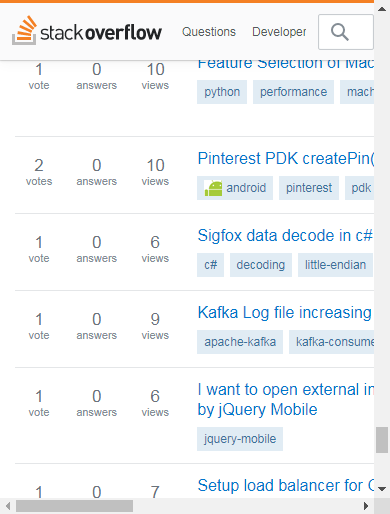 stackoverflow Questions Developer
1 0 10 Feature Selection of Mac
vote answers views
python performance mach
2 0 10 Pinterest PDK createPin(
votes answers views
android pinterest pdk
1 0 6 Sigfox data decode in c#
vote answers views
c# decoding little-endian
1 0 9 Kafka Log file increasing
vote answers views
apache-kafka kafka-consume
1 0 6 I want to open external in
vote answers views by jQuery Mobile
jquery-mobile
1 0 7 Setup load balancer for